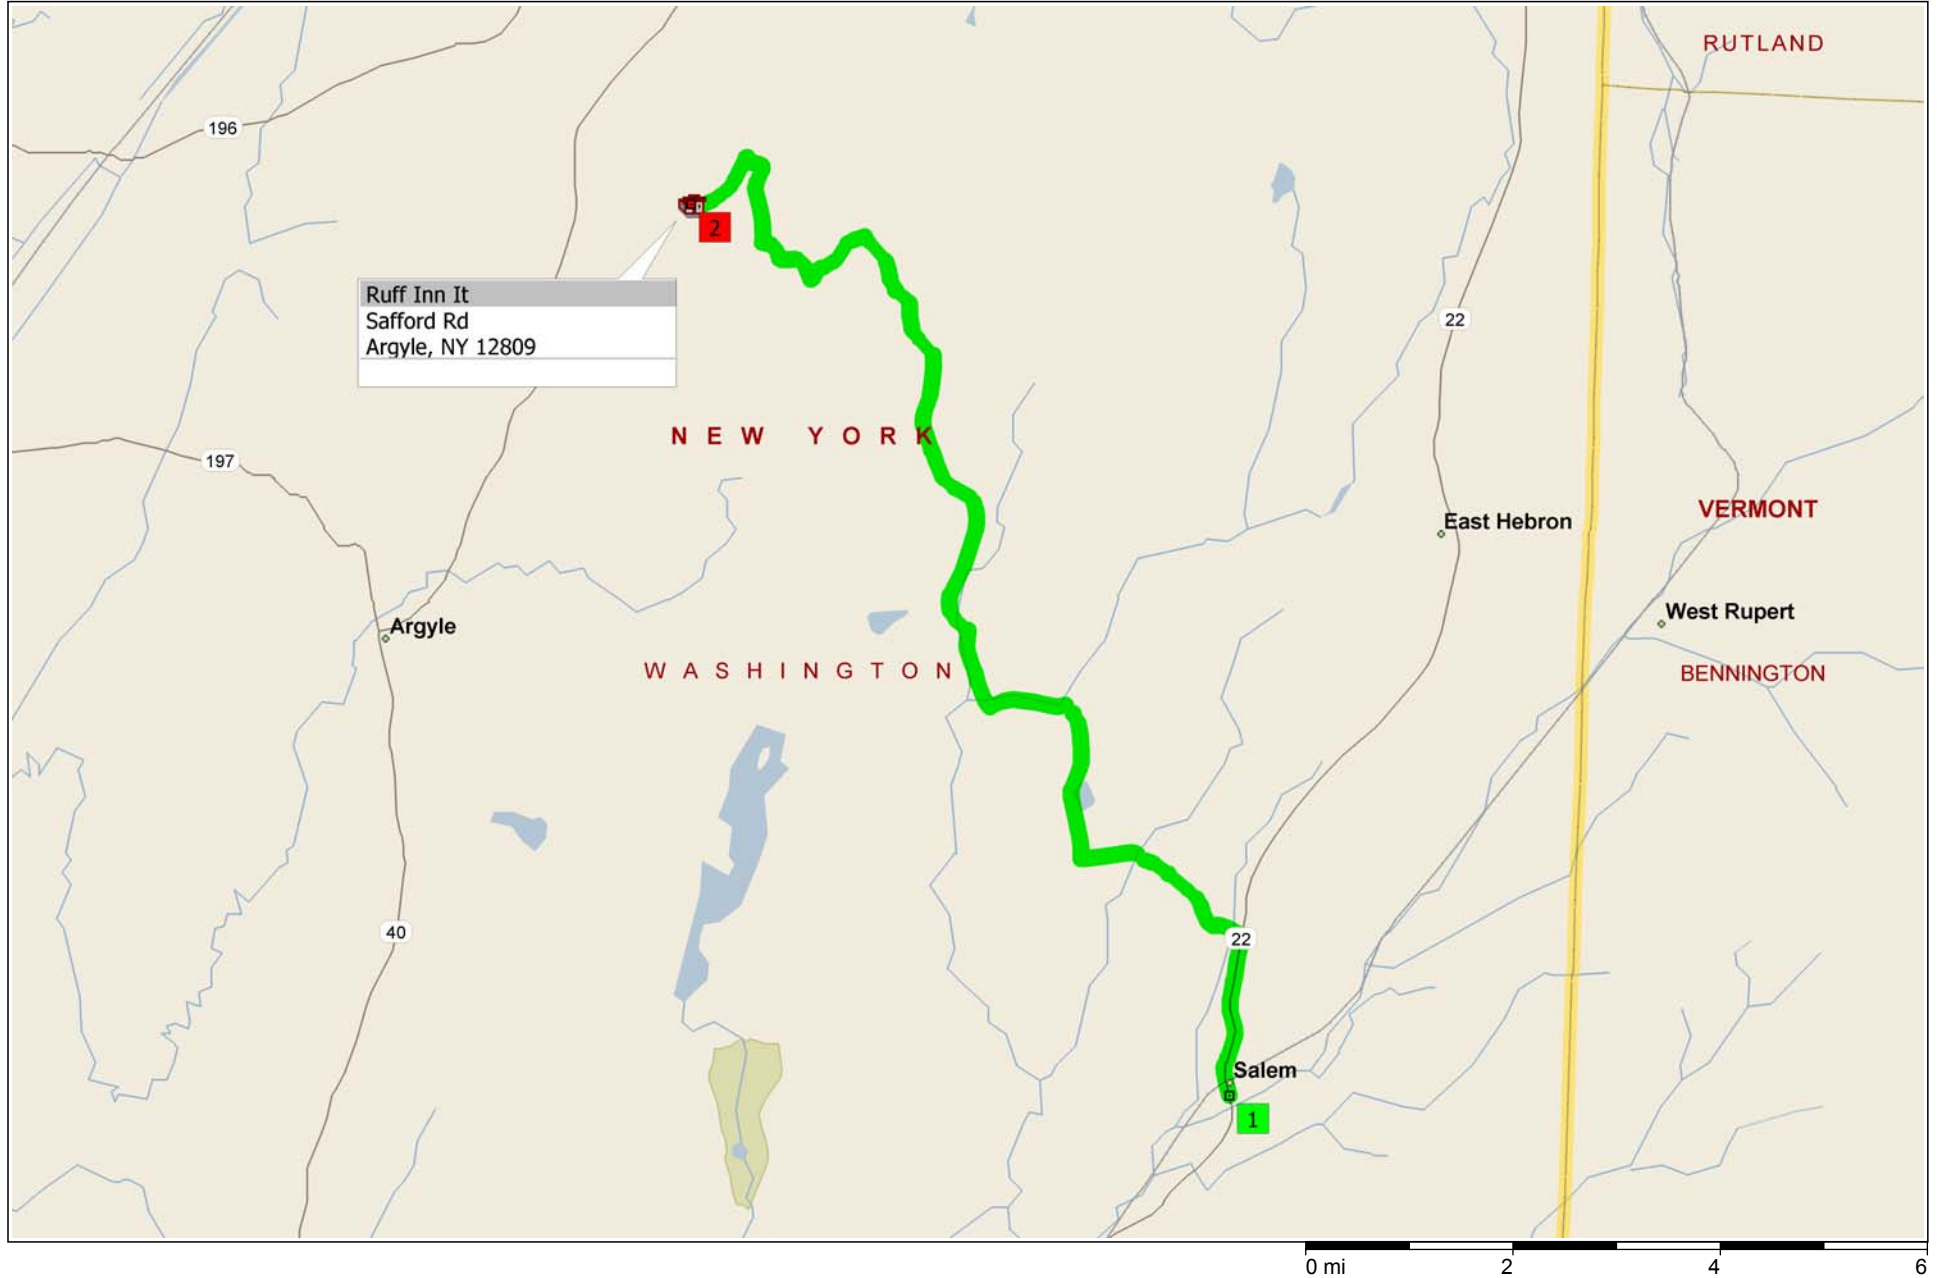 RUTLAND
196
2
Ruff Inn It
Safford Rd
Argyle, NY 12809
22
NEW YORK
197
VERMONT
East Hebron
West Rupert
Argyle
WASHINGTON
BENNINGTON
40
22
Salem
1
0 mi 2 4 6